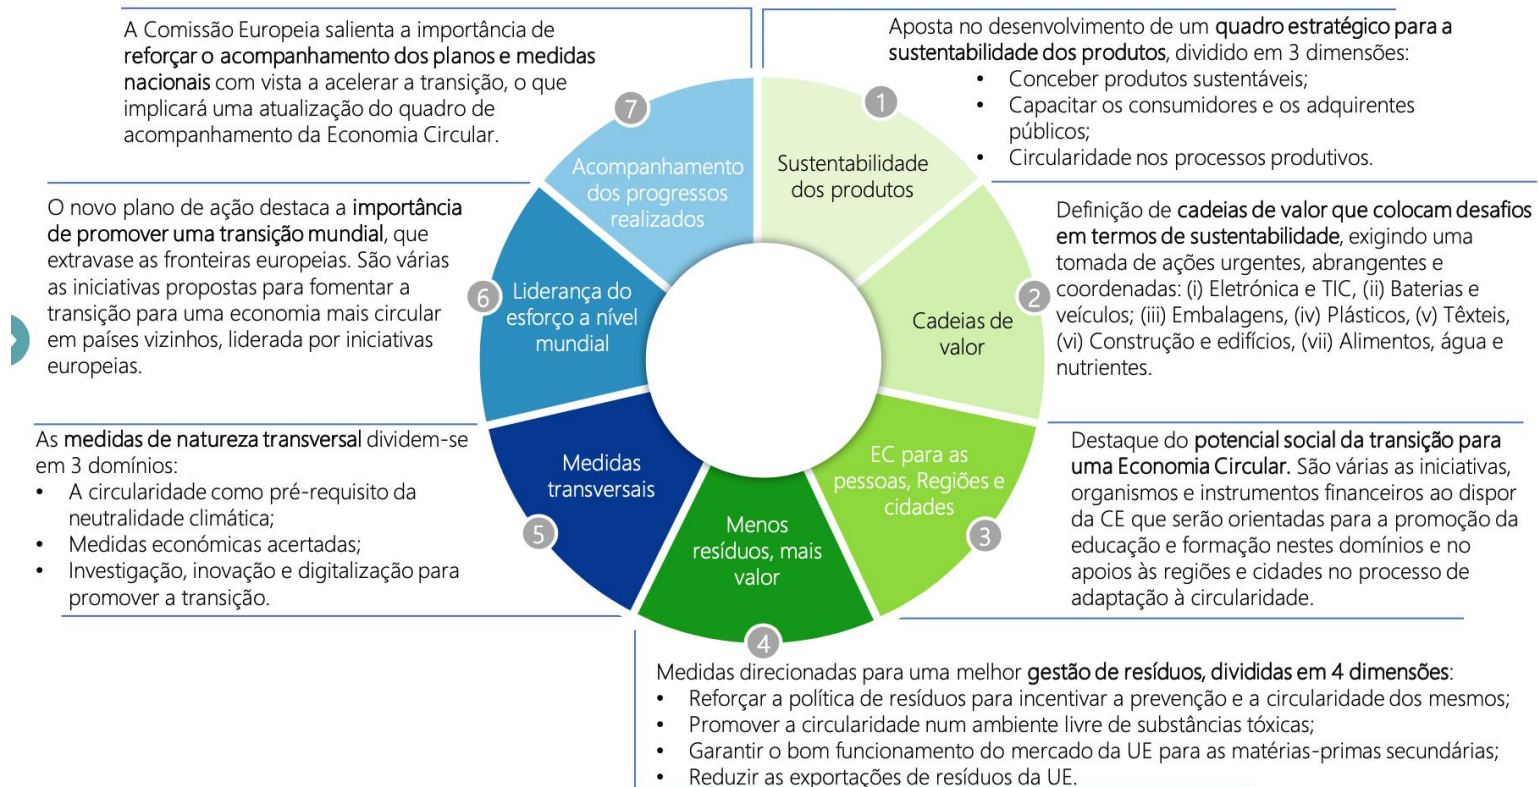 Aposta no desenvolvimento de um quadro estratégico para a
sustentabilidade dos produtos, dividido em 3 dimensões:
• Conceber produtos sustentáveis;
• Capacitar os consumidores e os adquirentes
públicos;
• Circularidade nos processos produtivos.
1
Sustentabilidade
dos produtos
Definição de cadeias de valor que colocam desafios
em termos de sustentabilidade, exigindo uma
tomada de ações urgentes, abrangentes e
coordenadas: (i) Eletrónica e TIC, (ii) Baterias e
veículos; (iii) Embalagens, (iv) Plásticos, (v) Têxteis,
(vi) Construção e edifícios, (vii) Alimentos, água e
nutrientes.
2
Cadeias de
valor
Destaque do potencial social da transição para
uma Economia Circular. São várias as iniciativas,
organismos e instrumentos financeiros ao dispor
da CE que serão orientadas para a promoção da
educação e formação nestes domínios e no
apoios às regiões e cidades no processo de
adaptação à circularidade.
3
EC para as
pessoas, Regiões e
cidades
4
Menos
resíduos, mais
valor
Medidas direcionadas para uma melhor gestão de resíduos, divididas em 4 dimensões:
• Reforçar a política de resíduos para incentivar a prevenção e a circularidade dos mesmos;
• Promover a circularidade num ambiente livre de substâncias tóxicas;
• Garantir o bom funcionamento do mercado da UE para as matérias-primas secundárias;
• Reduzir as exportações de resíduos da UE.
5
Medidas
transversais
As medidas de natureza transversal dividem-se
em 3 domínios:
• A circularidade como pré-requisito da
neutralidade climática;
• Medidas económicas acertadas;
• Investigação, inovação e digitalização para
promover a transição.
6
Liderança do
esforço a nível
mundial
O novo plano de ação destaca a importância
de promover uma transição mundial, que
extravase as fronteiras europeias. São várias
as iniciativas propostas para fomentar a
transição para uma economia mais circular
em países vizinhos, liderada por iniciativas
europeias.
7
Acompanhamento
dos progressos
realizados
A Comissão Europeia salienta a importância de
reforçar o acompanhamento dos planos e medidas
nacionais com vista a acelerar a transição, o que
implicará uma atualização do quadro de
acompanhamento da Economia Circular.